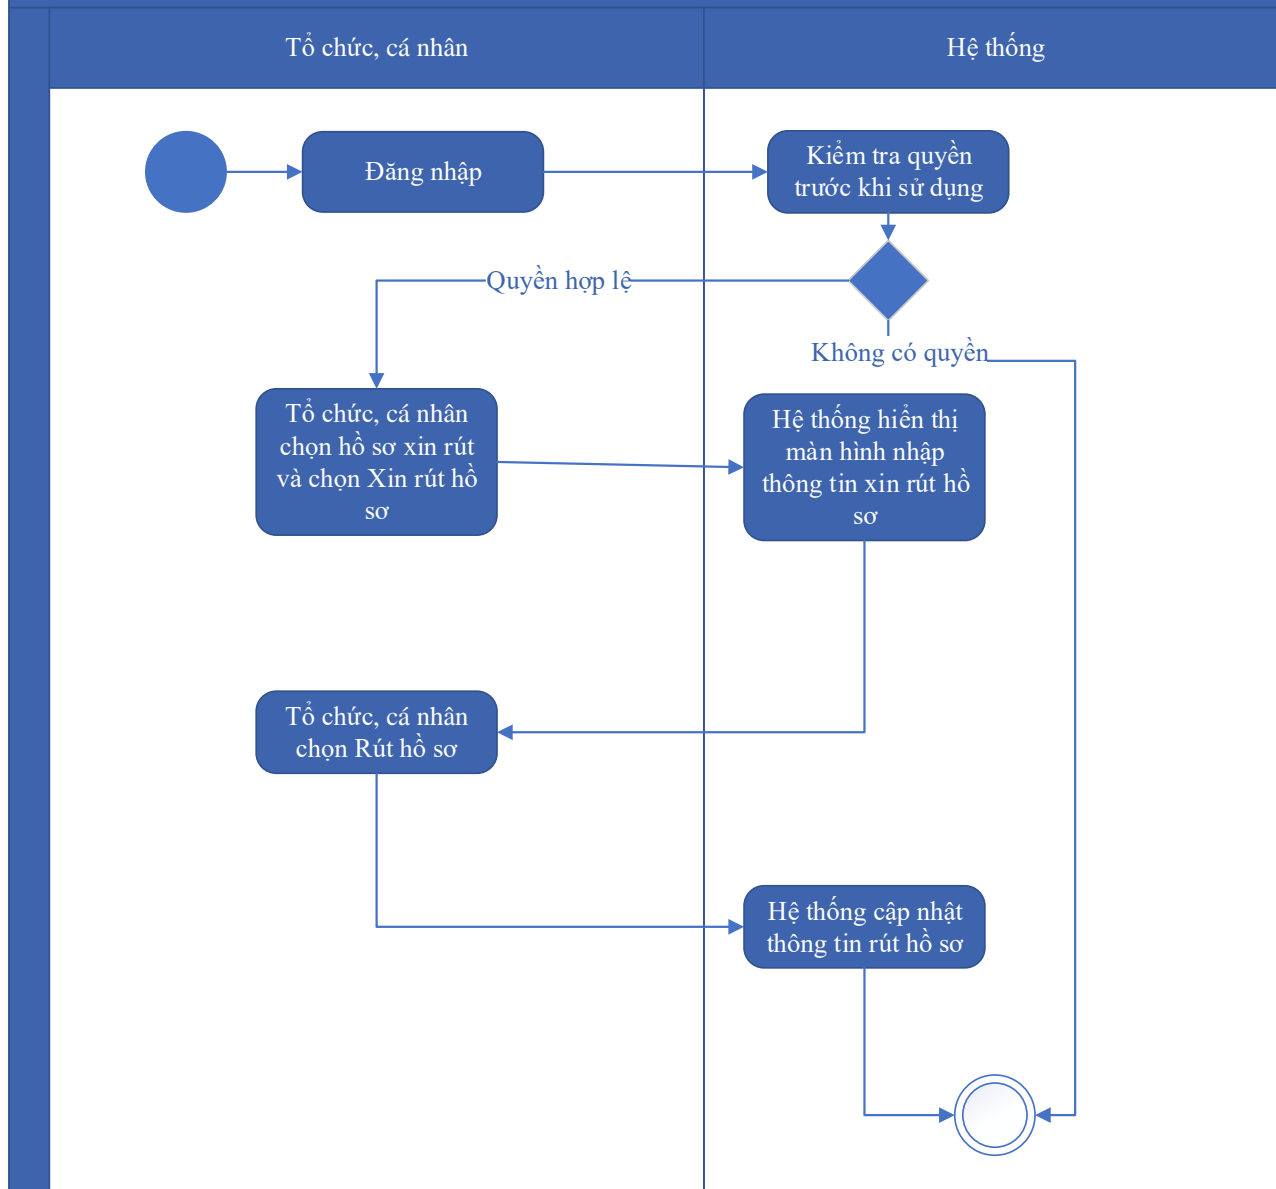 Tổ chức, cá nhân
Hệ thống
Đăng nhập
Kiểm tra quyền
trước khi sử dụng
Quyền hợp lệ
Không có quyền
Tổ chức, cá nhân
chọn hồ sơ xin rút
và chọn Xin rút hồ
sơ
Hệ thống hiển thị
màn hình nhập
thông tin xin rút hồ
sơ
Tổ chức, cá nhân
chọn Rút hồ sơ
Hệ thống cập nhật
thông tin rút hồ sơ